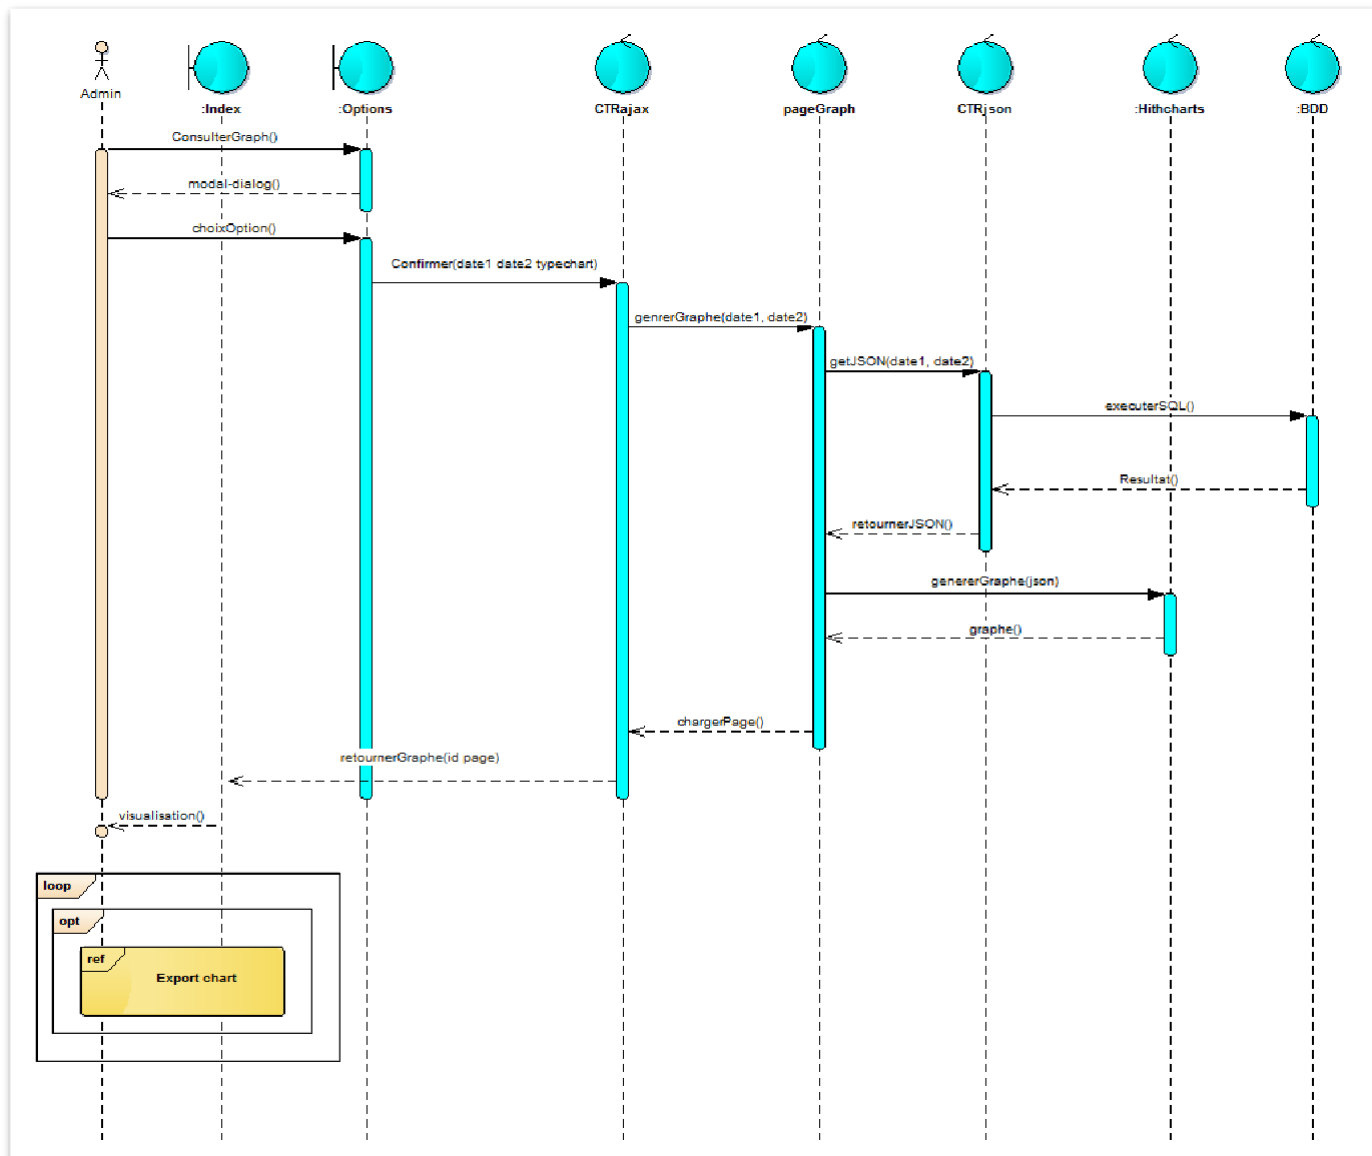 Admin
:Index
:Options
CTRajax
pageGraph
CTRjson
:Hithcharts
:BDD
ConsulterGraph()
modal-dialog()
choixOption()
Confirmer(date1 date2 typechart)
genrerGraphe(date1, date2)
getJSON(date1, date2)
executerSQL()
Resultat()
retournerJSON()
genererGraphe(json)
graphe()
chargerPage()
retournerGraphe(id page)
visualisation()
loop
opt
ref
Export chart